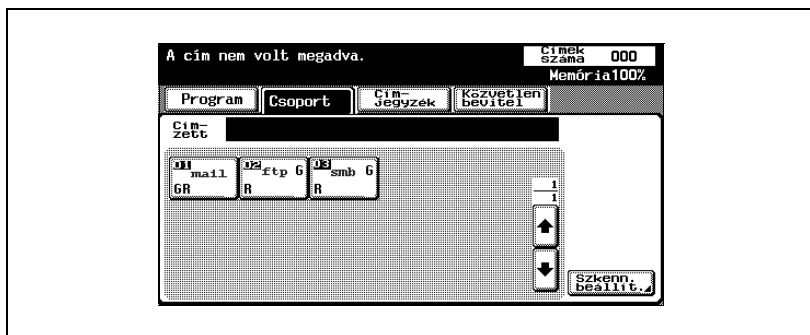 A cím nem volt megadva.
Címek száma 000
Memória100%
Program Csoport Cím-jegyzék Közvetlen bevitel
Cím-zett
01 mail GR 02 ftp G R 03 smb G R
1
1
Szkenn. beállít.